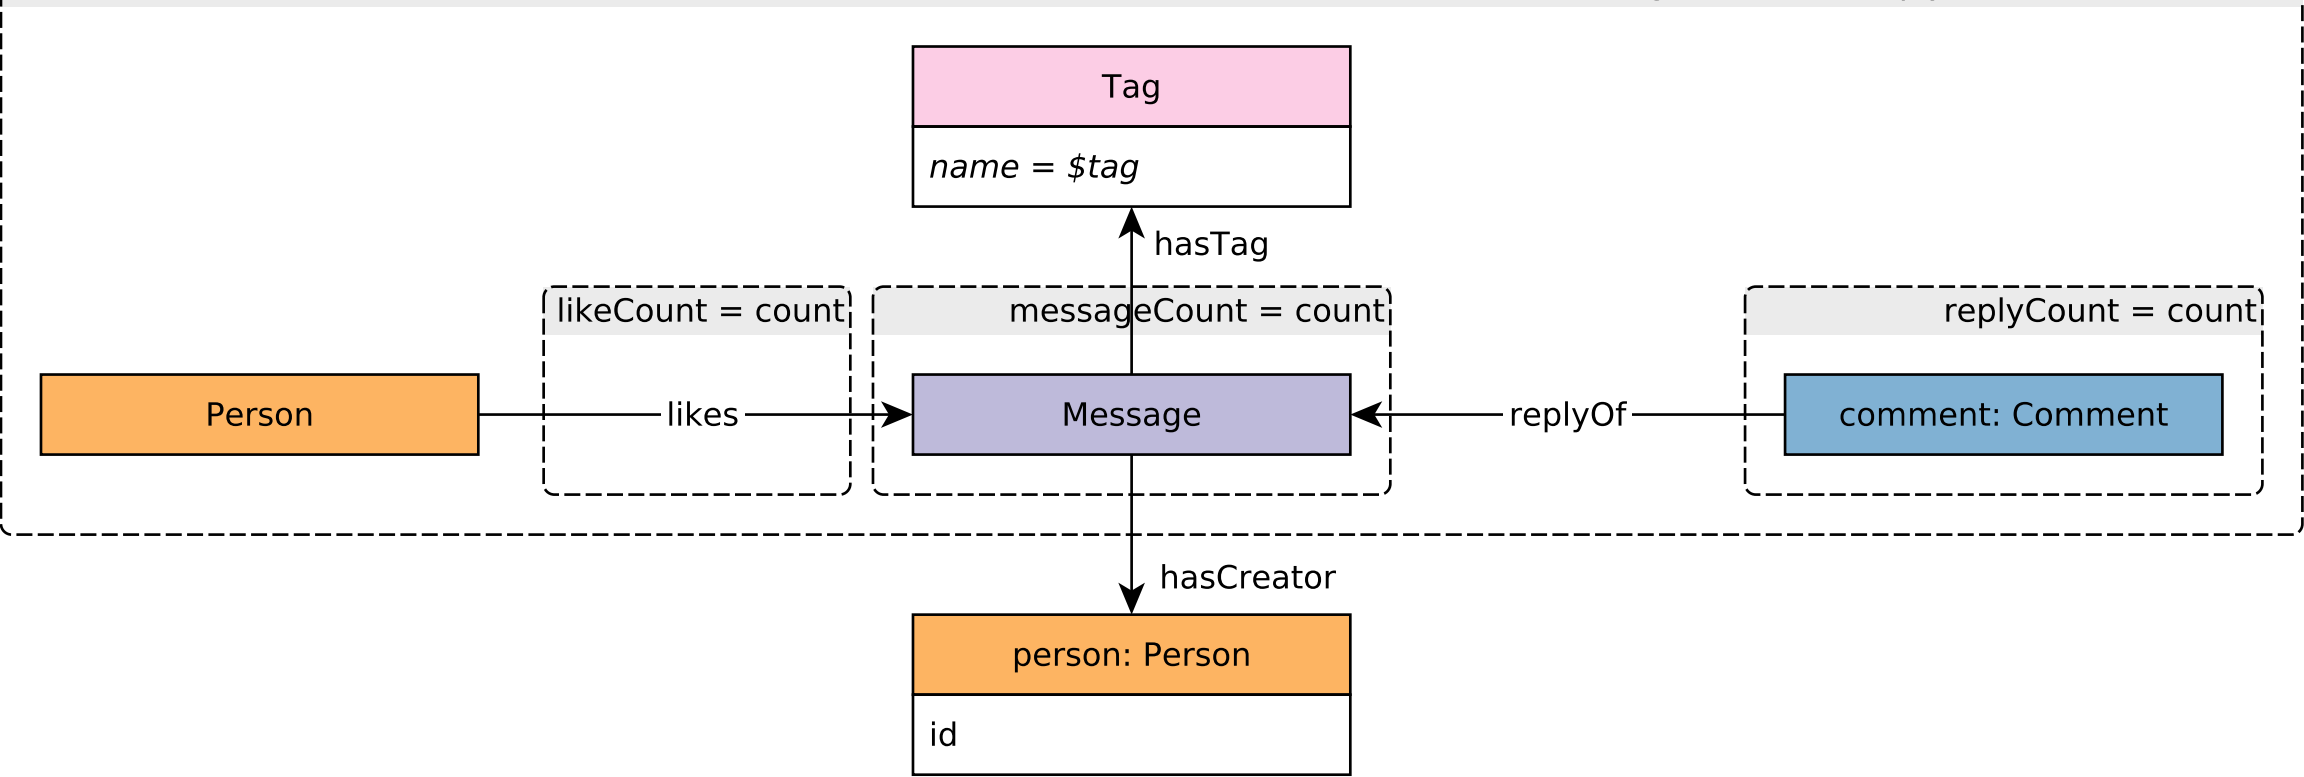 Tag
name = $tag
hasTag
likeCount = count
messageCount = count
replyCount = count
Person
likes
Message
replyOf
comment: Comment
hasCreator
person: Person
id